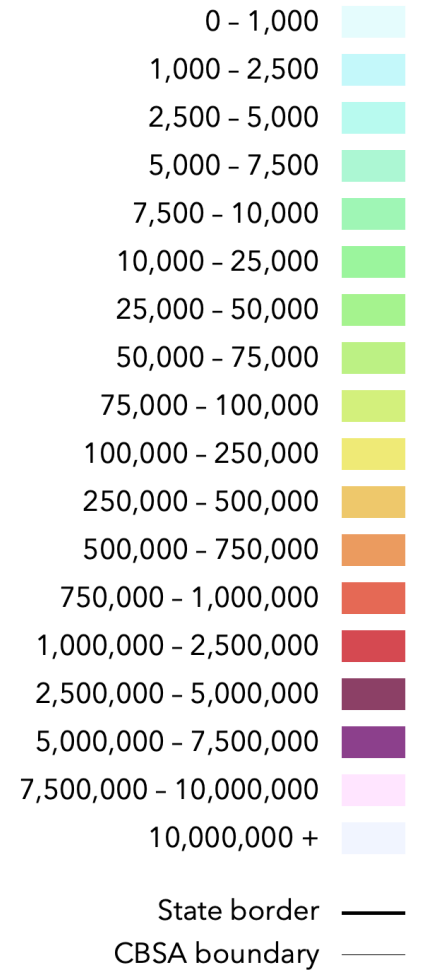 0 – 1,000
1,000 – 2,500
2,500 – 5,000
5,000 – 7,500
7,500 – 10,000
10,000 – 25,000
25,000 – 50,000
50,000 – 75,000
75,000 – 100,000
100,000 – 250,000
250,000 – 500,000
500,000 – 750,000
750,000 – 1,000,000
1,000,000 – 2,500,000
2,500,000 – 5,000,000
5,000,000 – 7,500,000
7,500,000 – 10,000,000
10,000,000 +
State border
CBSA boundary